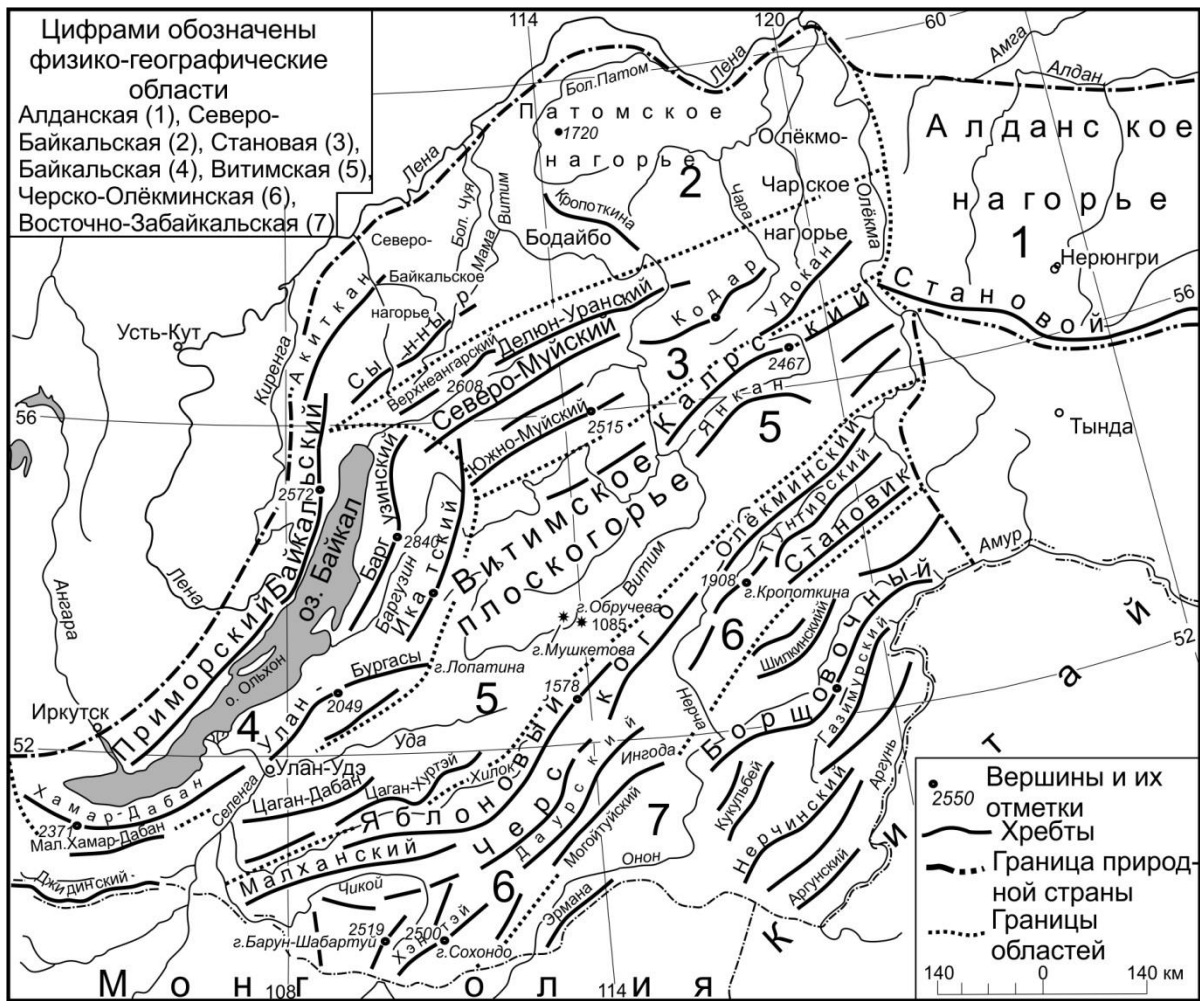 Цифрами обозначены
физико-географические
области
Алданская (1), Северо-
Байкальская (2), Становая (3),
Байкальская (4), Витимская (5),
Черско-Олёкминская (6),
Восточно-Забайкальская (7)
114
120
60
Амга
Алдан
Лена
Бол.Патом
Патомское
1720
нагорье
Олёкмо-
Чарское
нагорье
2
Алданское
нагорье
1
Нерюнгри
Лена
Бол. Чуя
Мама
Витим
Кропоткина
Бодайбо
Чара
Олёкма
Северо-
Байкальское
нагорье
Становой
56
Усть-Кут
Киренга
Акиткан
Сынныр
Делюн-Уранский
Верхнеангарский
2608
Северо-Муйский
Кодар
Удокан
3
Каларский
2467
Янкан
5
56
Южно-Муйский
2515
Тында
Байкальский
2572
оз. Байкал
Баргузинский
2840
Баргузин
Икатский
Витимское
плоскогорье
Витим
Олёкминский
Тунгирский
Становик
1908
г.Кропоткина
Амур
Лена
Ангара
Приморский
о. Ольхон
г.Обручева
1085
г.Мушкетова
6
Шилкинскийй
Борщовочны-й
Газимурский
52
Иркутск
52
4
Улан-Бургасы
2049
г.Лопатина
5
1578
Нерча
Уда
Улан-Удэ
Хамар-Дабан
2371
Мал.Хамар-Дабан
Селенга
Цаган-Дабан
Цаган-Хуртэй
Хилок
Яблоновый
Черского
Даурский
Ингода
Могойтуйский
7
Кукульбей
Нерчинский
Аргунь
Аргунский
Джидинский
Малханский
Чикой
6
Онон
Эрмана
2519
2500
г.Барун-Шабартуй
Хэнтэй
г.Сохондо
Монголия
Китай
108
114
2550
Вершины и их
отметки
Хребты
Граница природ-
ной страны
Границы
областей
140 0 140 км